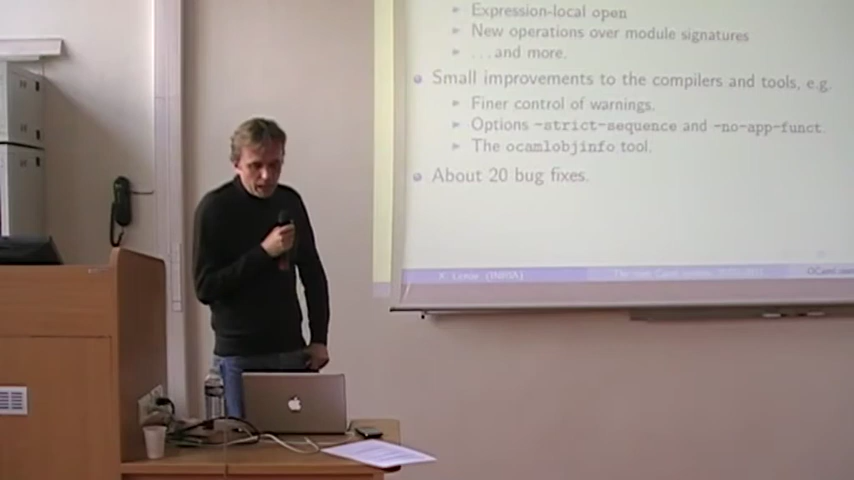 Expression-local open
New operations over module signatures
...and more.
Small improvements to the compilers and tools, e.g.
Finer control of warnings.
Options -strict-sequence and -no-app-funct.
The ocamlobjinfo tool.
About 20 bug fixes.
X. Leroy (INRIA)